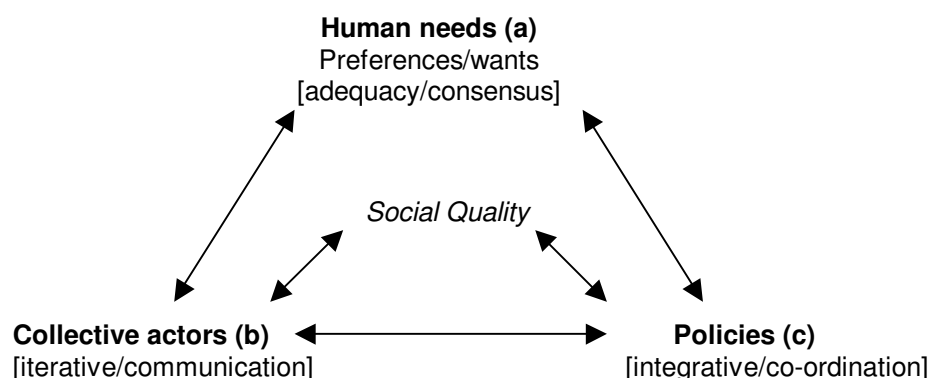 Human needs (a)
Preferences/wants
[adequacy/consensus]
Social Quality
Collective actors (b)
Policies (c)
[iterative/communication]
[integrative/co-ordination]